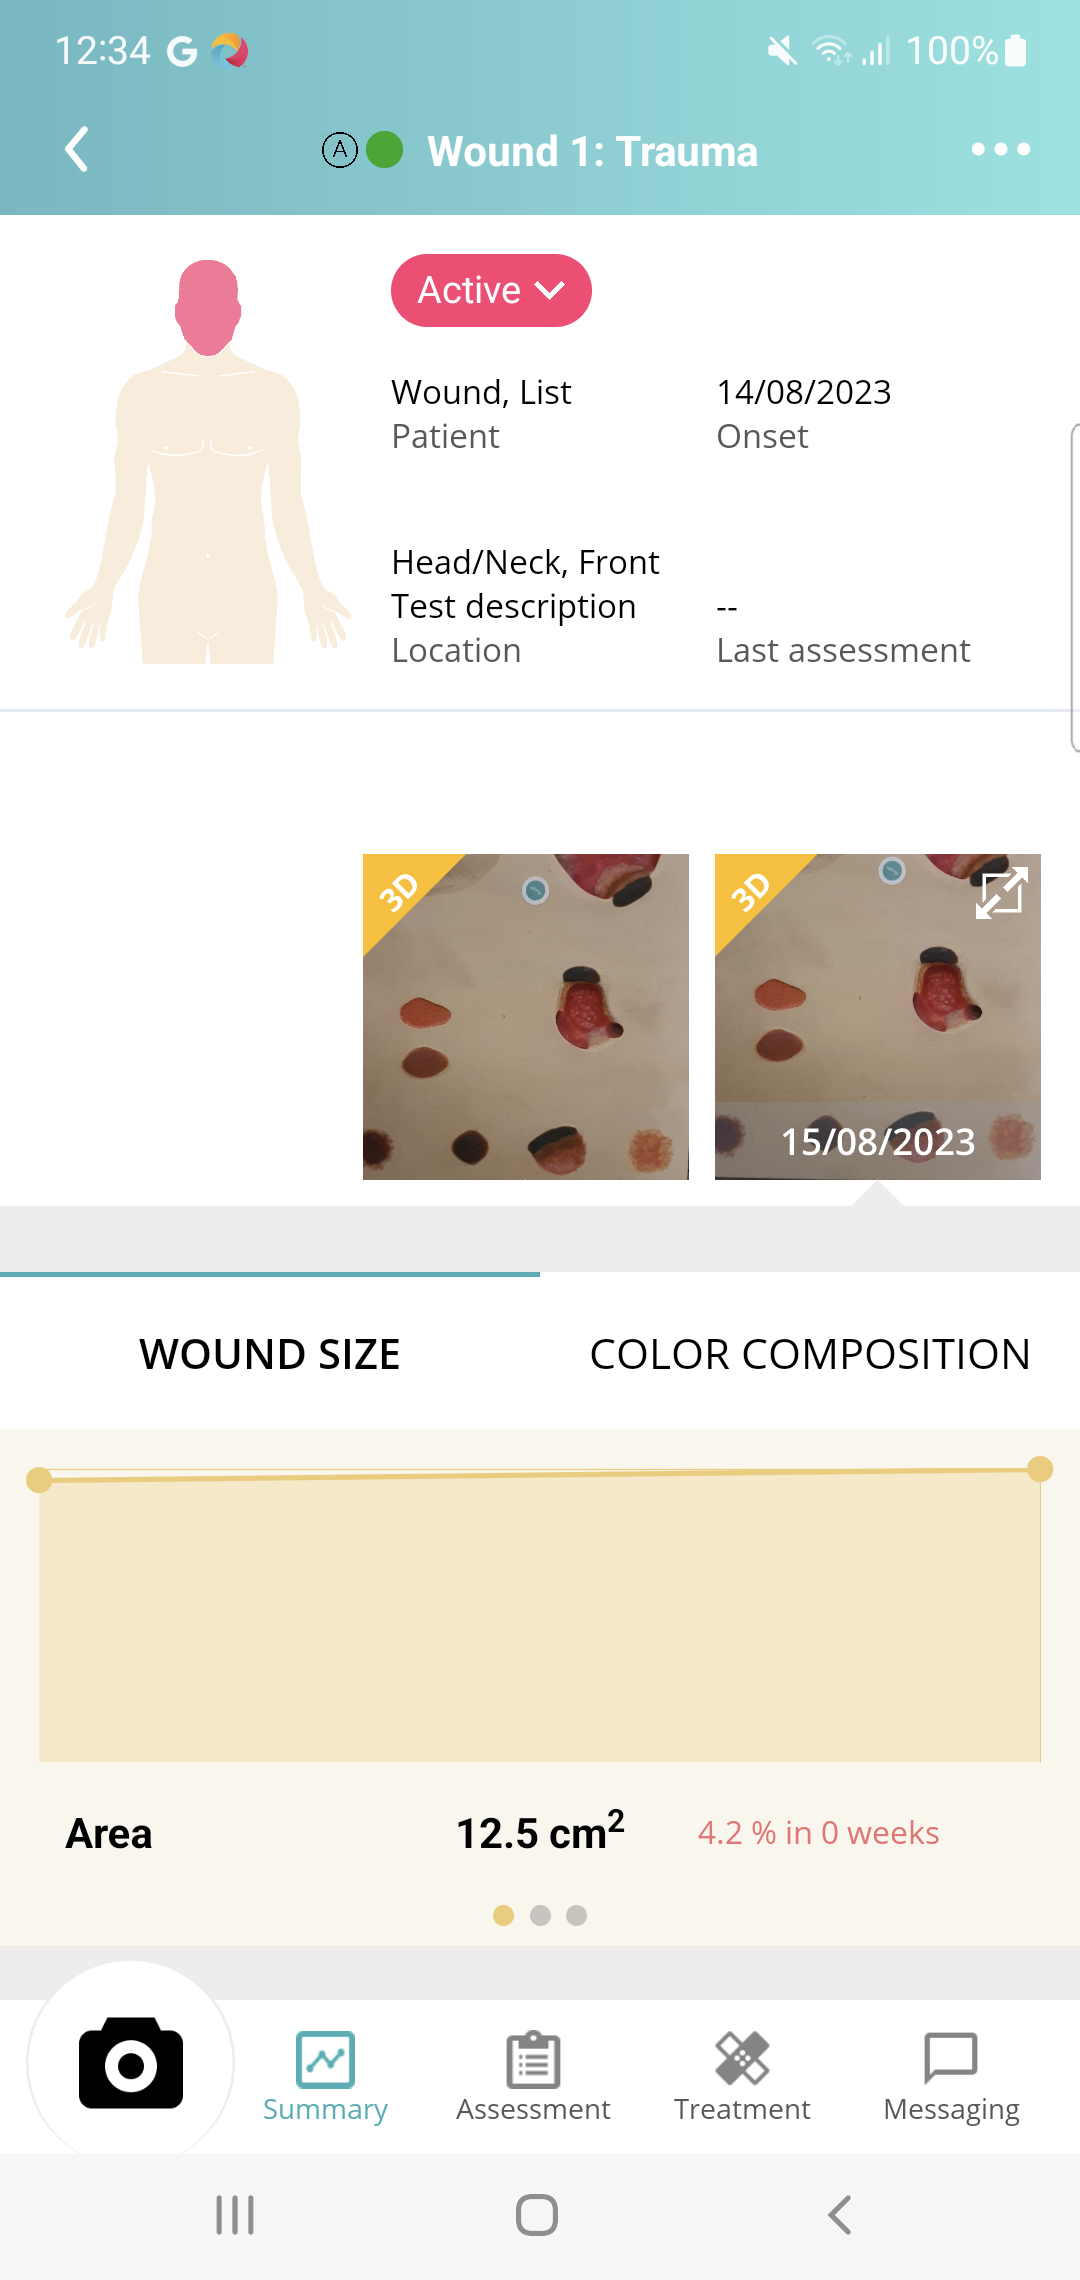 12:34 G 100%
A Wound 1: Trauma
Active
Wound, List 14/08/2023
Patient Onset
Head/Neck, Front
Test description --
Location Last assessment
3D 3D
15/08/2023
WOUND SIZE COLOR COMPOSITION
Area 12.5 cm² 4.2 % in 0 weeks
Summary Assessment Treatment Messaging